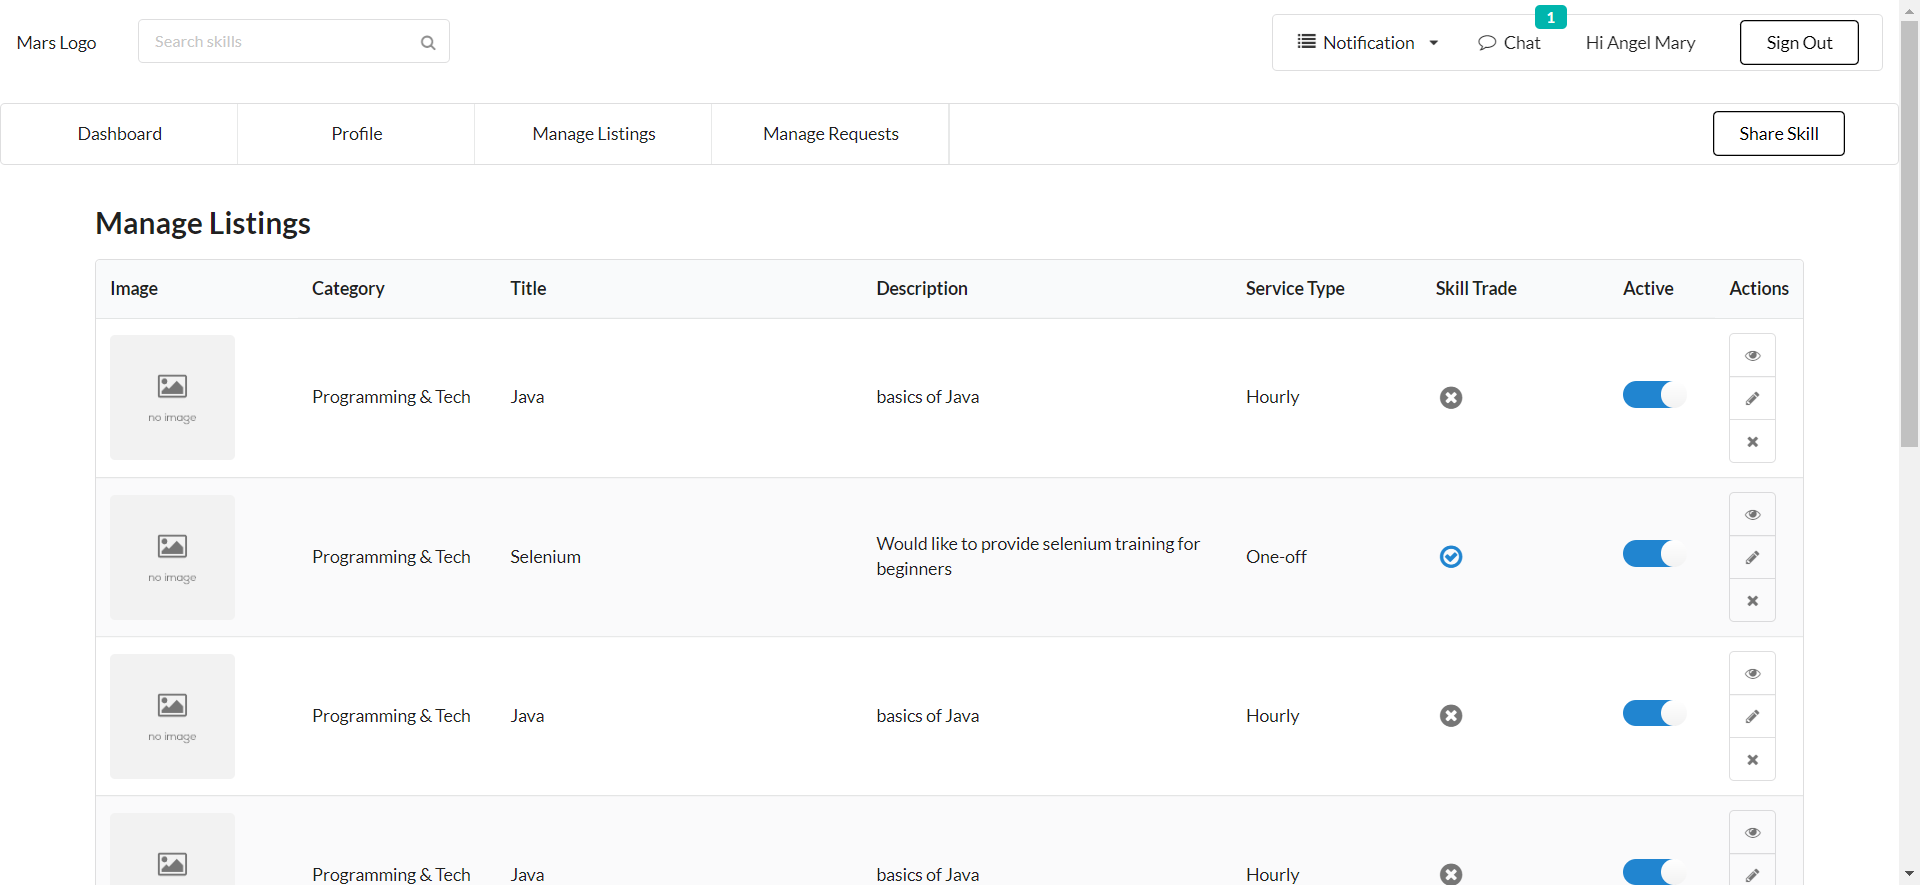 Mars Logo
Search skills
Notification
Chat
1
Hi Angel Mary
Sign Out
Dashboard
Profile
Manage Listings
Manage Requests
Share Skill
Manage Listings
Image Category Title Description Service Type Skill Trade Active Actions
no image
Programming & Tech Java basics of Java Hourly
no image
Programming & Tech Selenium
Would like to provide selenium training for
beginners
One-off
no image
Programming & Tech Java basics of Java Hourly
Programming & Tech Java basics of Java Hourly